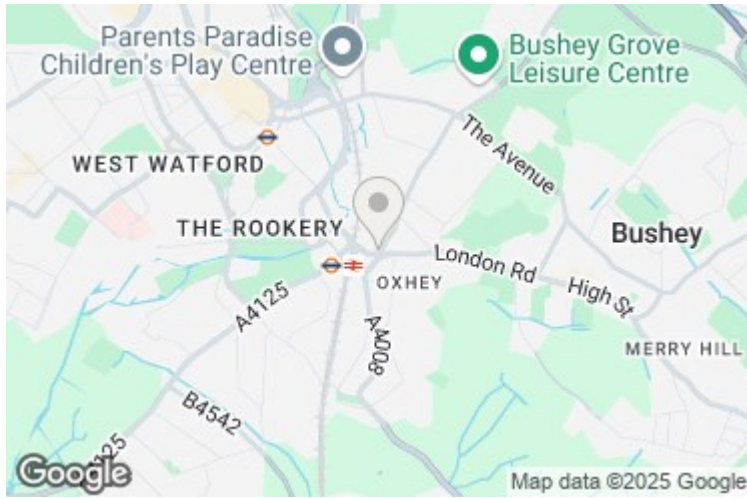 Parents Paradise
Children's Play Centre
Bushey Grove
Leisure Centre
The Avenue
WEST WATFORD
THE ROOKERY
Bushey
London Rd
OXHEY
High St
A4125
A4008
MERRY HILL
B4542
A4125
Google
Map data ©2025 Google